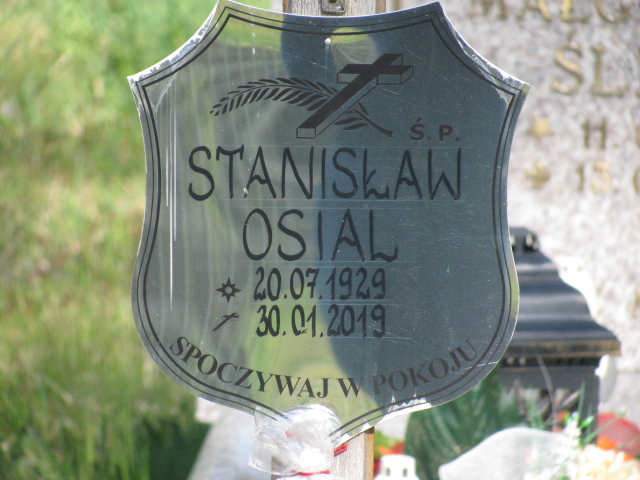 Ś.P.
STANISŁAW
OSIAL
20.07.1929
30.01.2019
SPOCZYWAJ W POKOJU